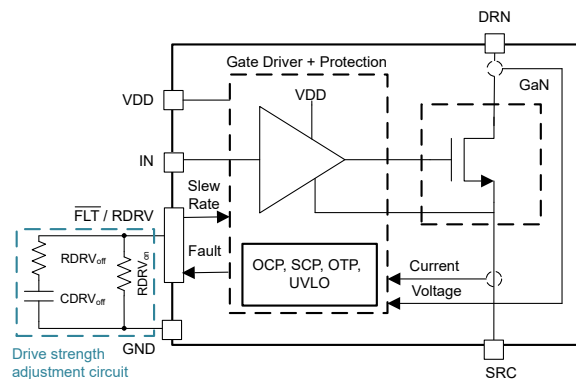 DRN
Gate Driver + Protection
GaN
VDD
VDD
IN
Slew
Rate
FLT / RDRV
RDRVoff
RDRVon
Fault
OCP, SCP, OTP,
UVLO
Current
CDRVoff
Voltage
GND
Drive strength
adjustment circuit
SRC